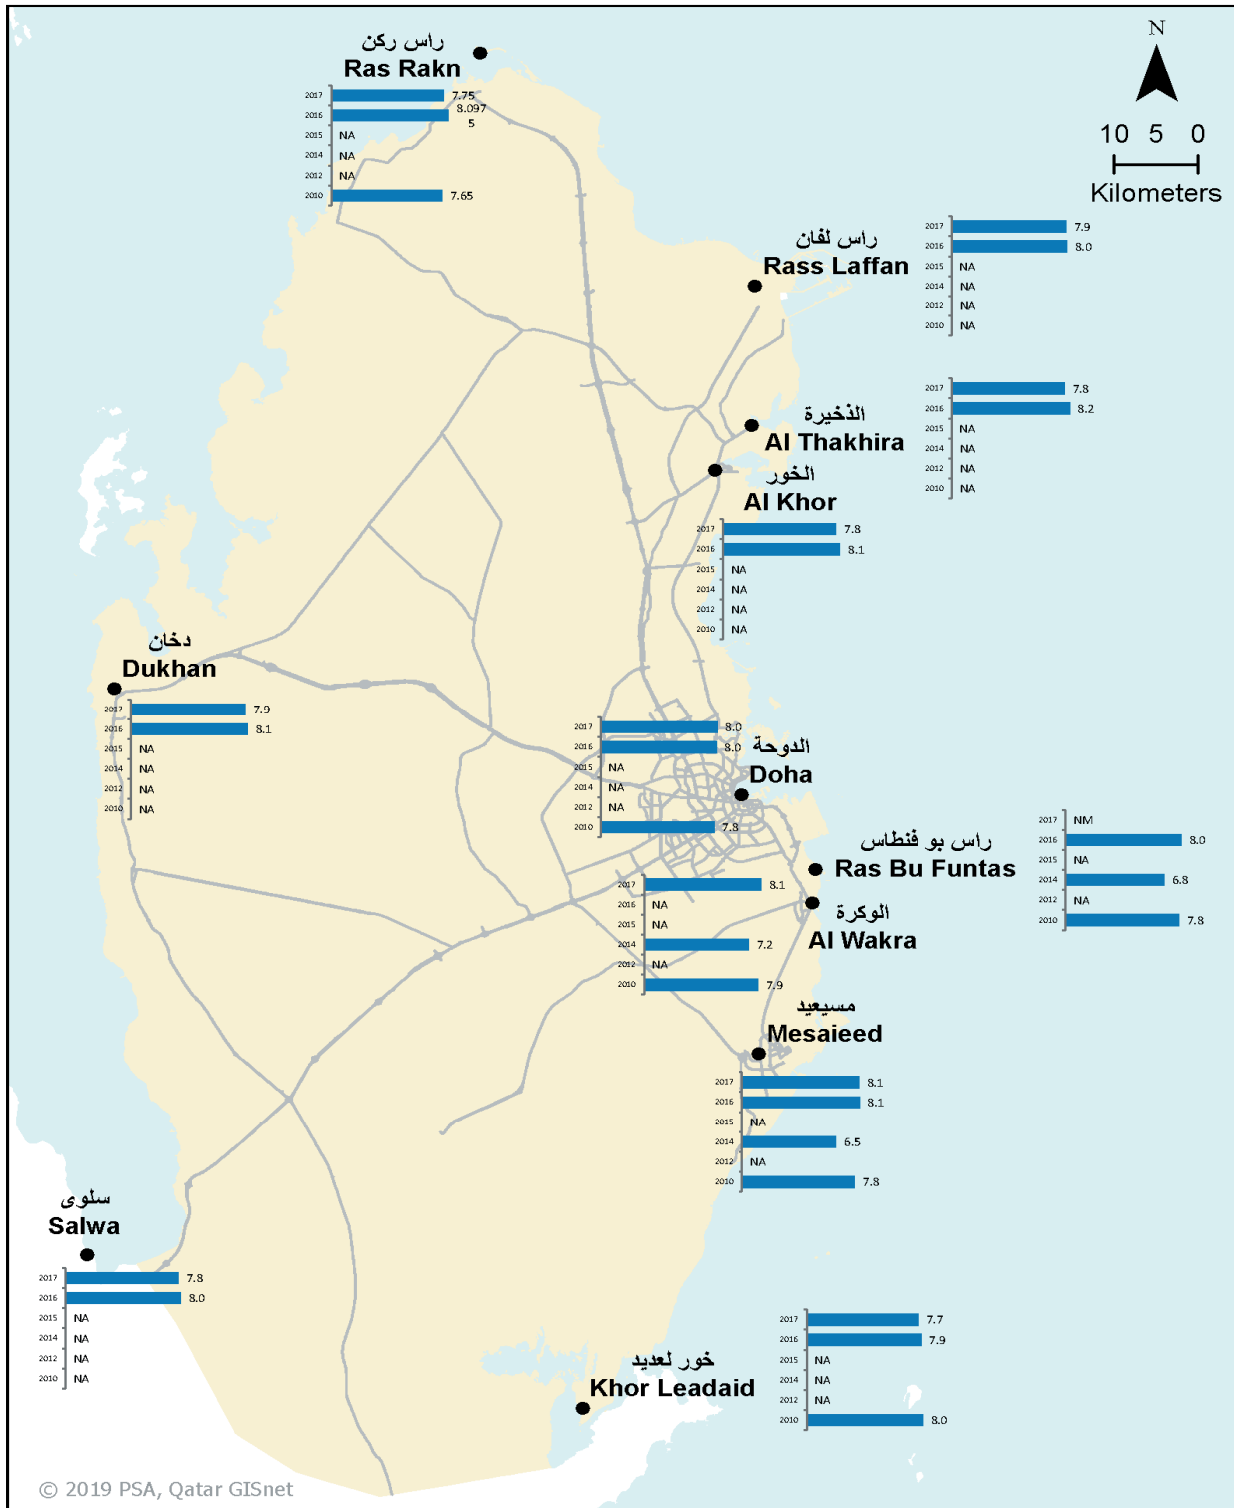 راس ركن
Ras Rakn
2017 7.75
2016 8.097
5
2015 NA
2014 NA
2012 NA
2010 7.65
N
10 5 0
Kilometers
راس لفان
Rass Laffan
2017 7.9
2016 8.0
2015 NA
2014 NA
2012 NA
2010 NA
الذخيرة
Al Thakhira
2017 7.8
2016 8.2
2015 NA
2014 NA
2012 NA
2010 NA
الخور
Al Khor
2017 7.8
2016 8.1
2015 NA
2014 NA
2012 NA
2010 NA
دخان
Dukhan
2017 7.9
2016 8.1
2015 NA
2014 NA
2012 NA
2010 NA
الدوحة
Doha
2017 8.0
2016 8.0
2015 NA
2014 NA
2012 NA
2010 7.8
راس بو فنطاس
Ras Bu Funtas
2017 NM
2016 8.0
2015 NA
2014 6.8
2012 NA
2010 7.8
الوكرة
Al Wakra
2017 8.1
2016 NA
2015 NA
2014 7.2
2012 NA
2010 7.9
مسيعيد
Mesaieed
2017 8.1
2016 8.1
2015 NA
2014 6.5
2012 NA
2010 7.8
سلوى
Salwa
2017 7.8
2016 8.0
2015 NA
2014 NA
2012 NA
2010 NA
خور لعديد
Khor Leadaid
2017 7.7
2016 7.9
2015 NA
2014 NA
2012 NA
2010 8.0
© 2019 PSA, Qatar GISnet